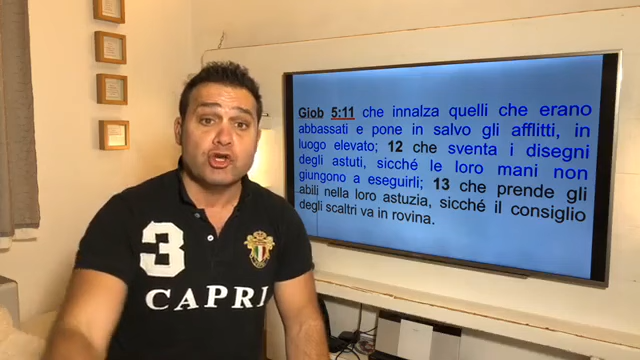 Giob 5:11 che innalza quelli che erano
abbassati e pone in salvo gli afflitti, in
luogo elevato; 12 che sventa i disegni
degli astuti, sicché le loro mani non
giungono a eseguirli; 13 che prende gli
abili nella loro astuzia, sicché il consiglio
degli scaltri va in rovina.
3
CAPRI